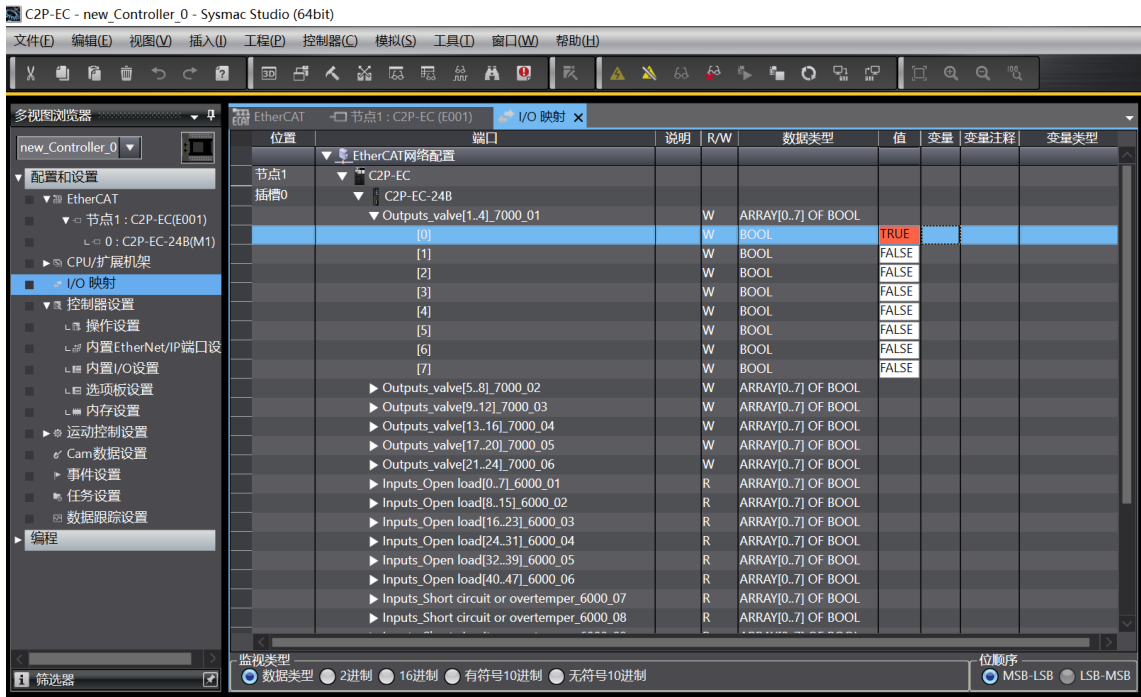 C2P-EC - new_Controller_0 - Sysmac Studio (64bit)
文件(F) 编辑(E) 视图(V) 插入(I) 工程(P) 控制器(C) 模拟(S) 工具(T) 窗口(W) 帮助(H)
多视图浏览器
new_Controller_0
配置和设置
EtherCAT
节点1 : C2P-EC(E001)
0 : C2P-EC-24B(M1)
CPU/扩展机架
I/O 映射
控制器设置
操作设置
内置EtherNet/IP端口设
内置I/O设置
选项板设置
内存设置
运动控制设置
Cam数据设置
事件设置
任务设置
数据跟踪设置
编程
筛选器
EtherCAT 节点1 : C2P-EC (E001) I/O 映射
位置 端口 说明 R/W 数据类型 值 变量 变量注释 变量类型
EtherCAT网络配置
节点1 C2P-EC
插槽0 C2P-EC-24B
Outputs_valve[1..4]_7000_01 W ARRAY[0..7] OF BOOL
[0] W BOOL TRUE
[1] W BOOL FALSE
[2] W BOOL FALSE
[3] W BOOL FALSE
[4] W BOOL FALSE
[5] W BOOL FALSE
[6] W BOOL FALSE
[7] W BOOL FALSE
Outputs_valve[5..8]_7000_02 W ARRAY[0..7] OF BOOL
Outputs_valve[9..12]_7000_03 W ARRAY[0..7] OF BOOL
Outputs_valve[13..16]_7000_04 W ARRAY[0..7] OF BOOL
Outputs_valve[17..20]_7000_05 W ARRAY[0..7] OF BOOL
Outputs_valve[21..24]_7000_06 W ARRAY[0..7] OF BOOL
Inputs_Open load[0..7]_6000_01 R ARRAY[0..7] OF BOOL
Inputs_Open load[8..15]_6000_02 R ARRAY[0..7] OF BOOL
Inputs_Open load[16..23]_6000_03 R ARRAY[0..7] OF BOOL
Inputs_Open load[24..31]_6000_04 R ARRAY[0..7] OF BOOL
Inputs_Open load[32..39]_6000_05 R ARRAY[0..7] OF BOOL
Inputs_Open load[40..47]_6000_06 R ARRAY[0..7] OF BOOL
Inputs_Short circuit or overtemper_6000_07 R ARRAY[0..7] OF BOOL
Inputs_Short circuit or overtemper_6000_08 R ARRAY[0..7] OF BOOL
监视类型
数据类型 2进制 16进制 有符号10进制 无符号10进制
位顺序
MSB-LSB LSB-MSB